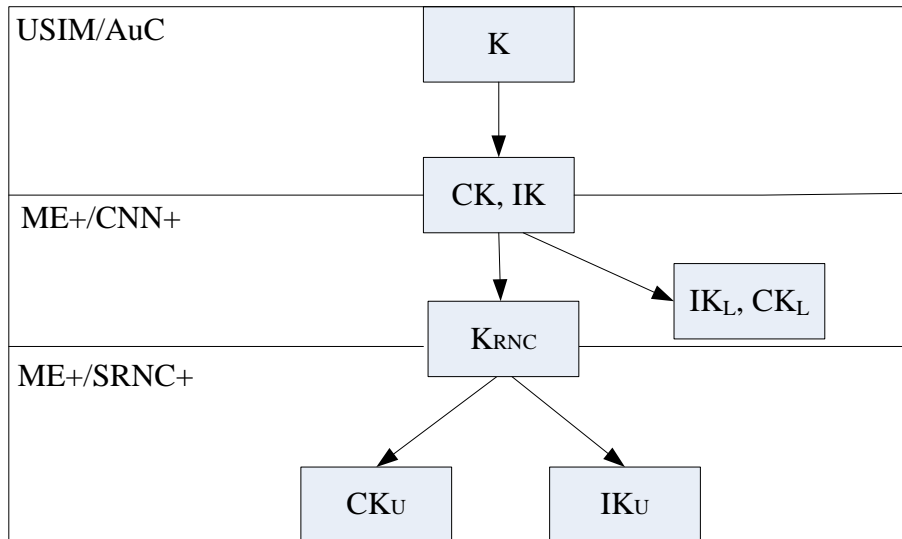 USIM/AuC
K
CK, IK
ME+/CNN+
IKL, CKL
KRNC
ME+/SRNC+
CKU
IKU